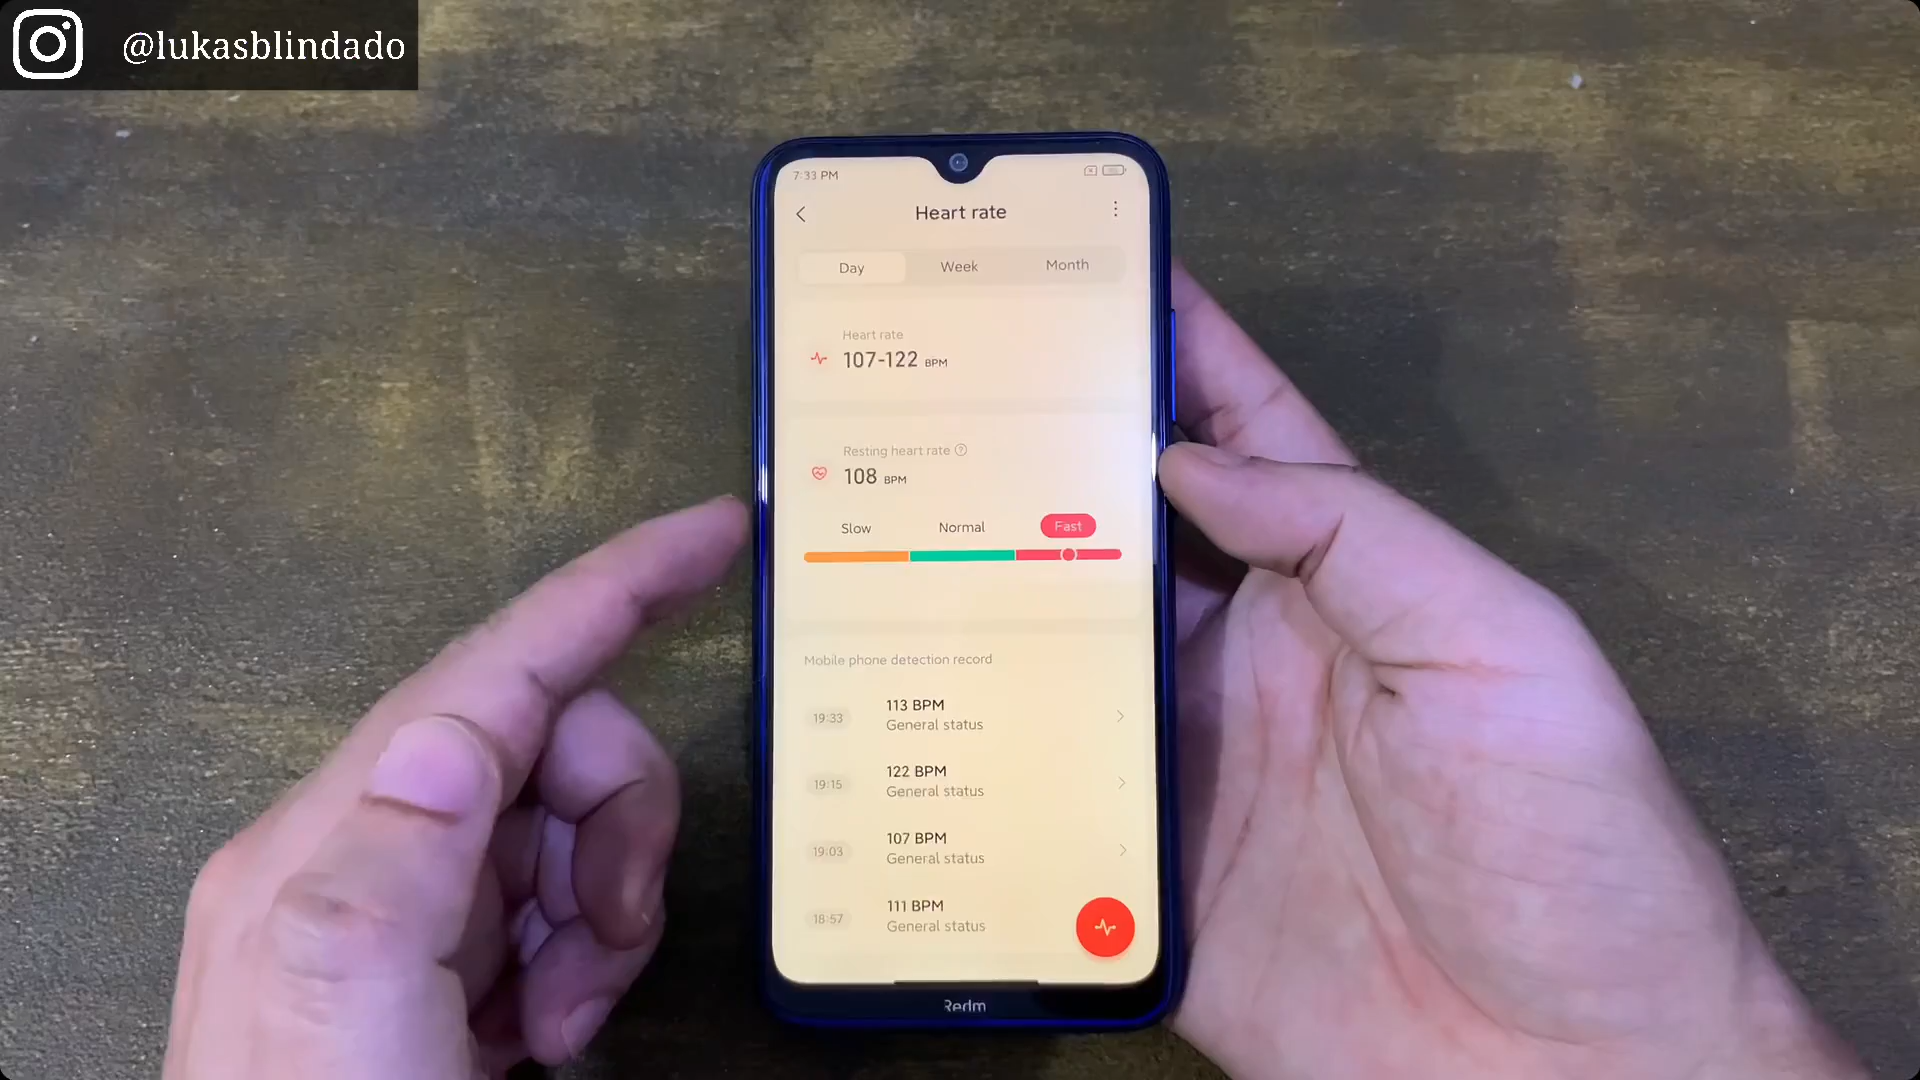 @lukasblindado
7:33 PM
Heart rate
Day Week Month
Heart rate
107-122 BPM
Resting heart rate ?
108 BPM
Slow Normal Fast
Mobile phone detection record
19:33 113 BPM
General status
19:15 122 BPM
General status
19:03 107 BPM
General status
18:57 111 BPM
General status
Redm